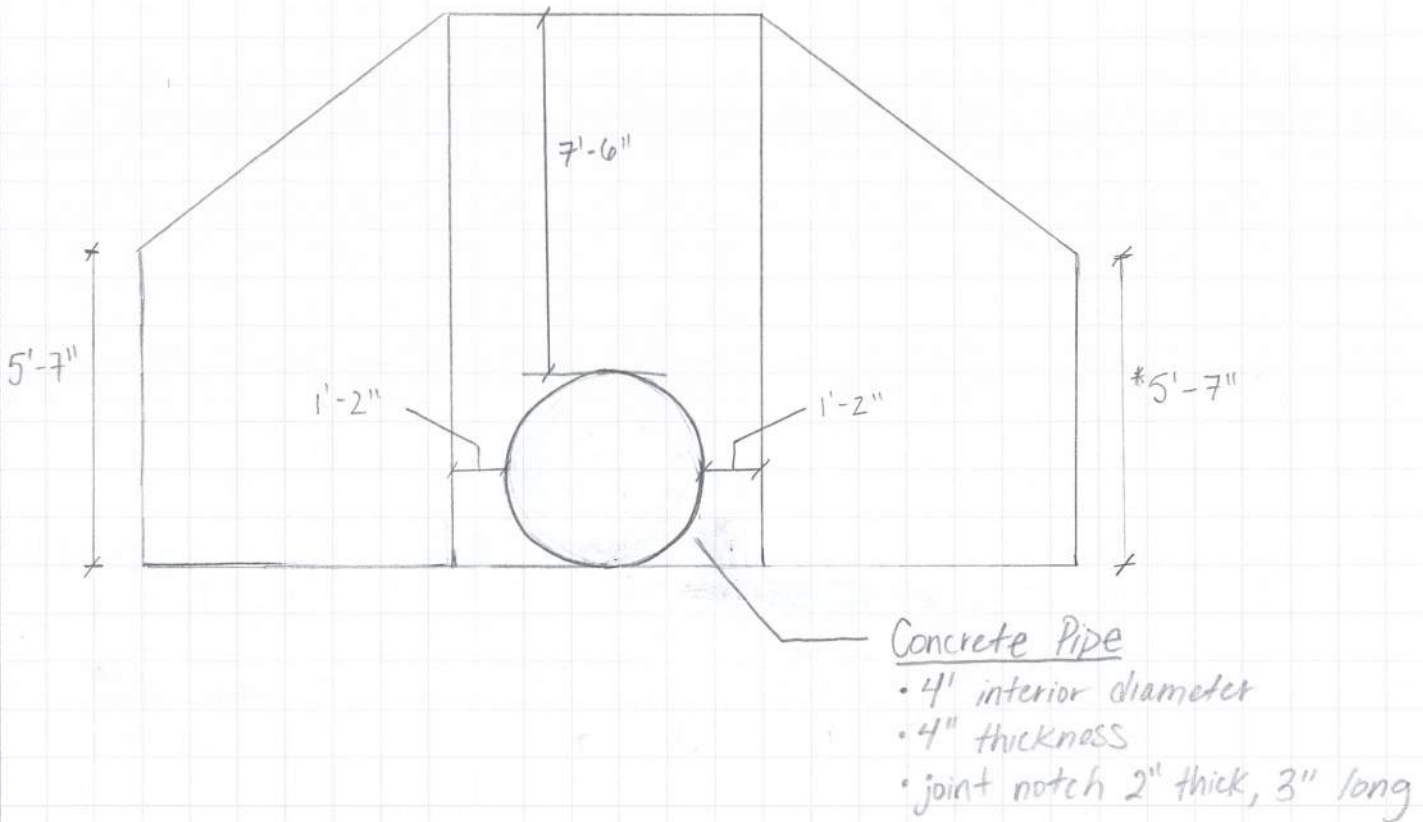 7'-6"
5'-7"
1'-2"
1'-2"
*5'-7"
Concrete Pipe
• 4' interior diameter
• 4" thickness
• joint notch 2" thick, 3" long